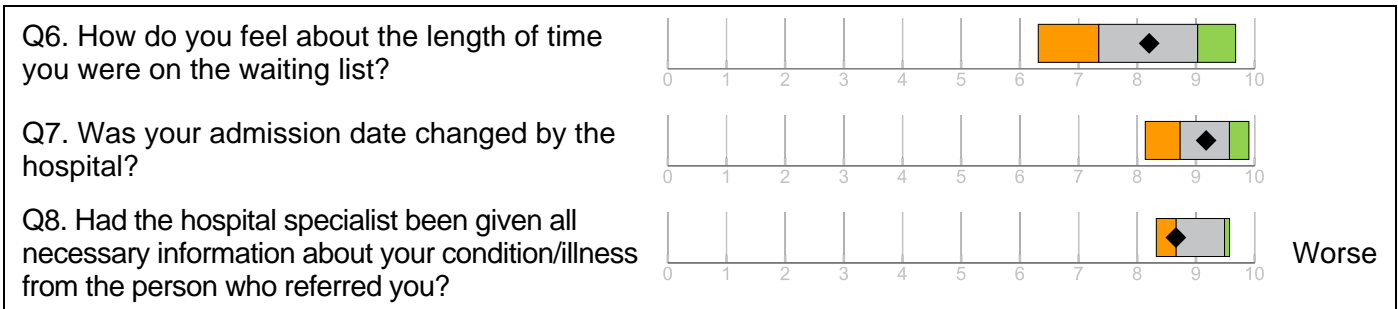 Q6. How do you feel about the length of time
you were on the waiting list?
0 1 2 3 4 5 6 7 8 9 10
Q7. Was your admission date changed by the
hospital?
0 1 2 3 4 5 6 7 8 9 10
Q8. Had the hospital specialist been given all
necessary information about your condition/illness
from the person who referred you?
0 1 2 3 4 5 6 7 8 9 10
Worse